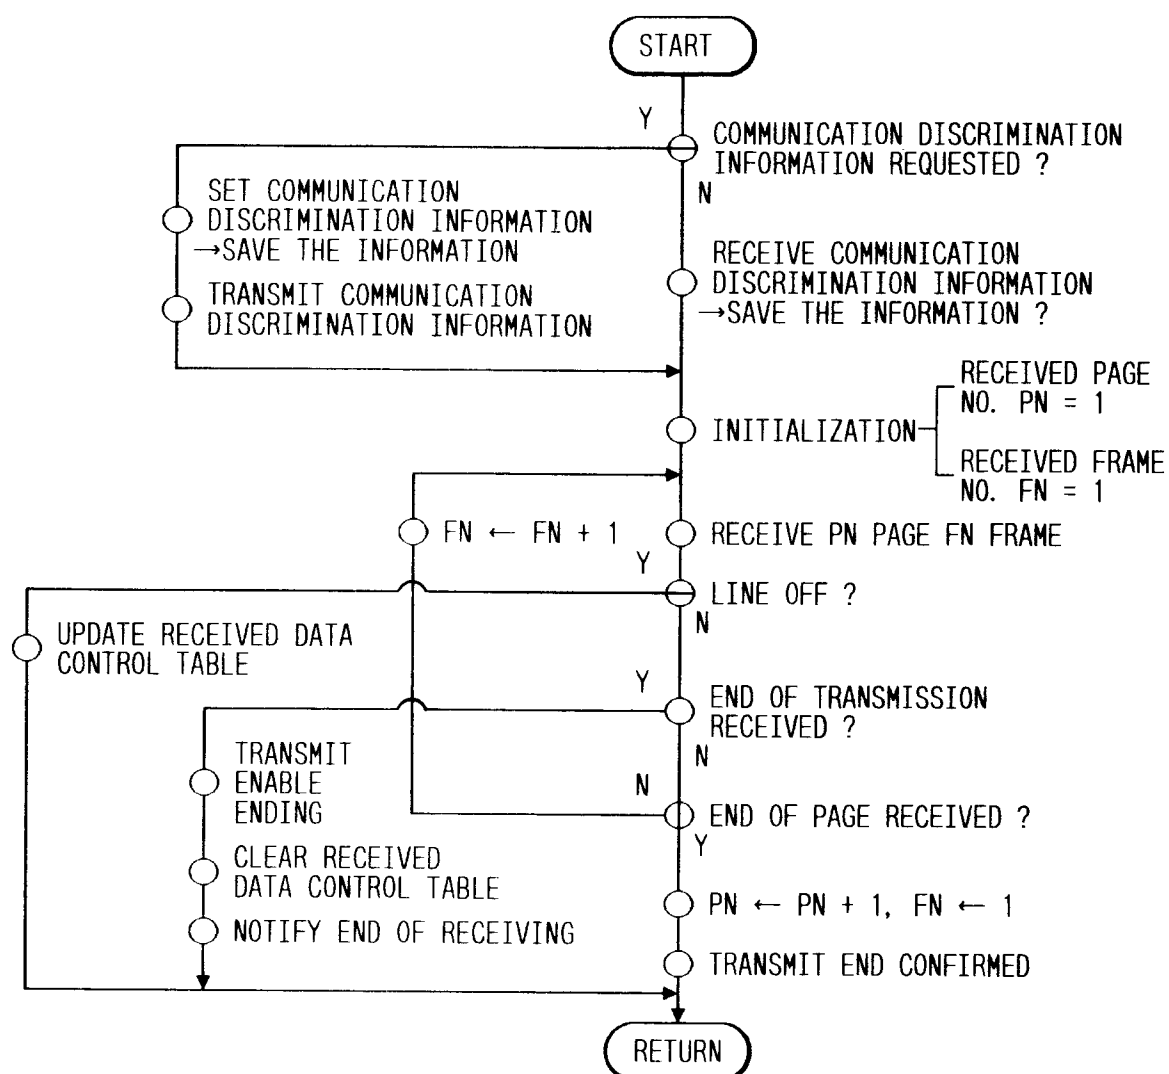 START
Y
COMMUNICATION DISCRIMINATION
INFORMATION REQUESTED ?
N
SET COMMUNICATION
DISCRIMINATION INFORMATION
→SAVE THE INFORMATION
TRANSMIT COMMUNICATION
DISCRIMINATION INFORMATION
RECEIVE COMMUNICATION
DISCRIMINATION INFORMATION
→SAVE THE INFORMATION ?
INITIALIZATION
RECEIVED PAGE
NO. PN = 1
RECEIVED FRAME
NO. FN = 1
FN ← FN + 1
RECEIVE PN PAGE FN FRAME
Y
LINE OFF ?
N
UPDATE RECEIVED DATA
CONTROL TABLE
Y
END OF TRANSMISSION
RECEIVED ?
N
TRANSMIT
ENABLE
ENDING
N
END OF PAGE RECEIVED ?
Y
CLEAR RECEIVED
DATA CONTROL TABLE
PN ← PN + 1, FN ← 1
NOTIFY END OF RECEIVING
TRANSMIT END CONFIRMED
RETURN